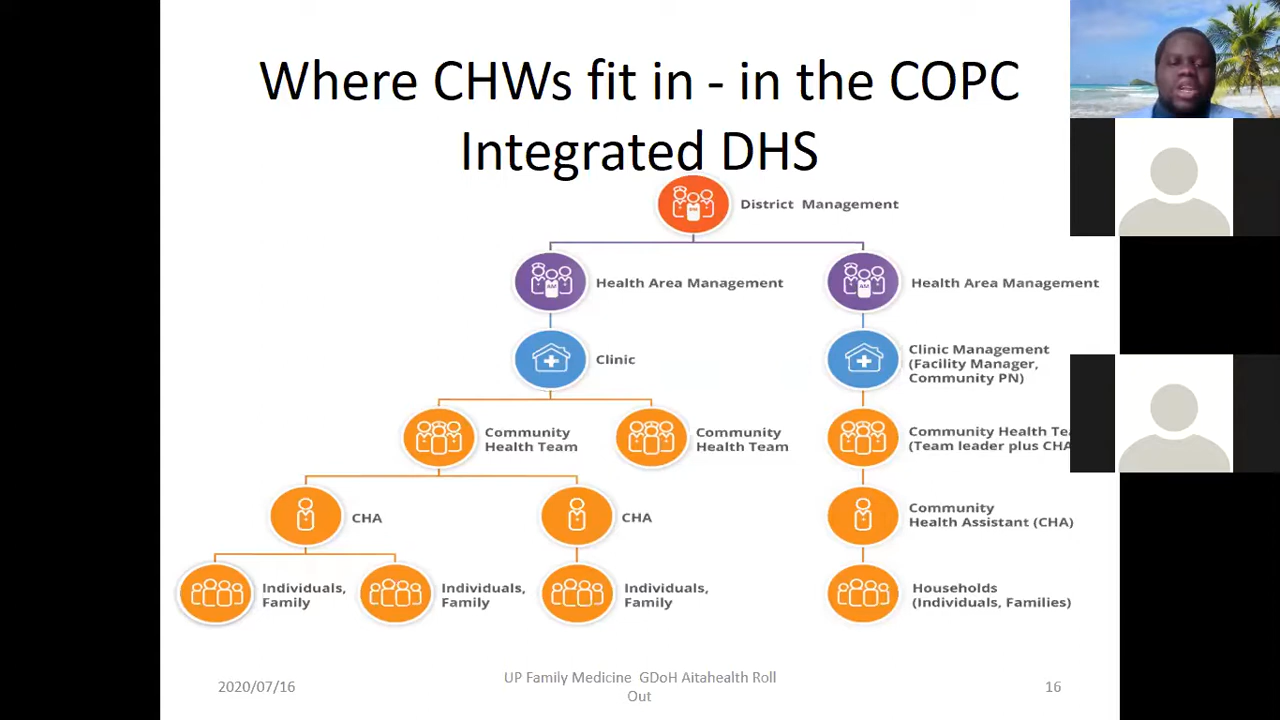 Where CHWs fit in - in the COPC
Integrated DHS
District Management
Health Area Management
Health Area Management
Clinic
Clinic Management
(Facility Manager,
Community PN)
Community
Health Team
Community
Health Team
Community Health
(Team leader plus
CHA
CHA
Community
Health Assistant (CHA)
Individuals,
Family
Individuals,
Family
Individuals,
Family
Households
(Individuals, Families)
2020/07/16
UP Family Medicine GDoH Aitahealth Roll
Out
16